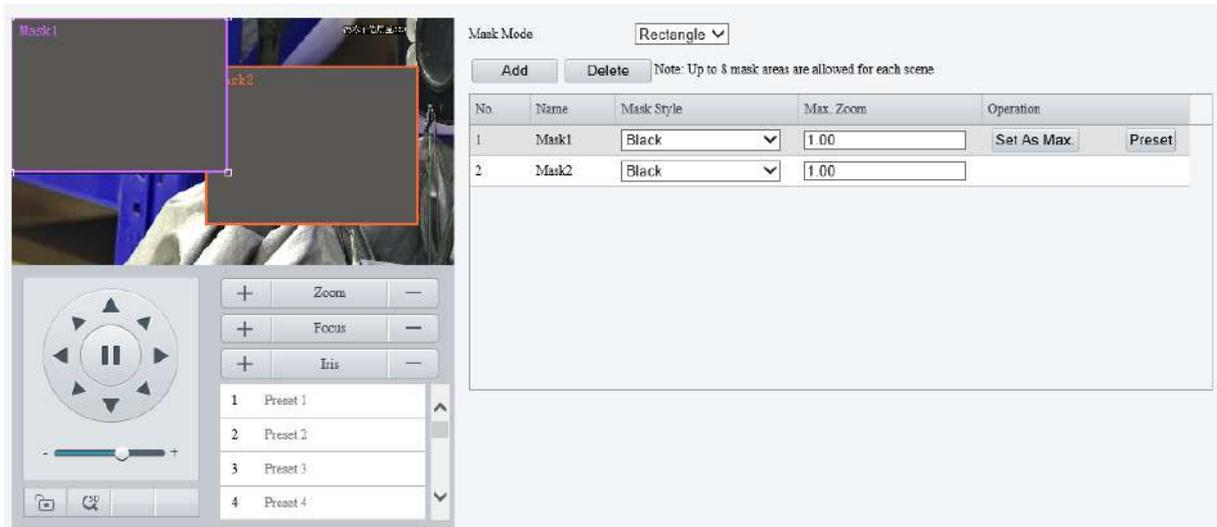 Mask1
ask2
Mask Mode Rectangle
Add Delete Note: Up to 8 mask areas are allowed for each scene
No. Name Mask Style Max. Zoom Operation
1 Mask1 Black 1.00 Set As Max. Preset
2 Mask2 Black 1.00
+ Zoom —
+ Focus —
+ Iris —
1 Preset 1
2 Preset 2
3 Preset 3
4 Preset 4
- +
3D